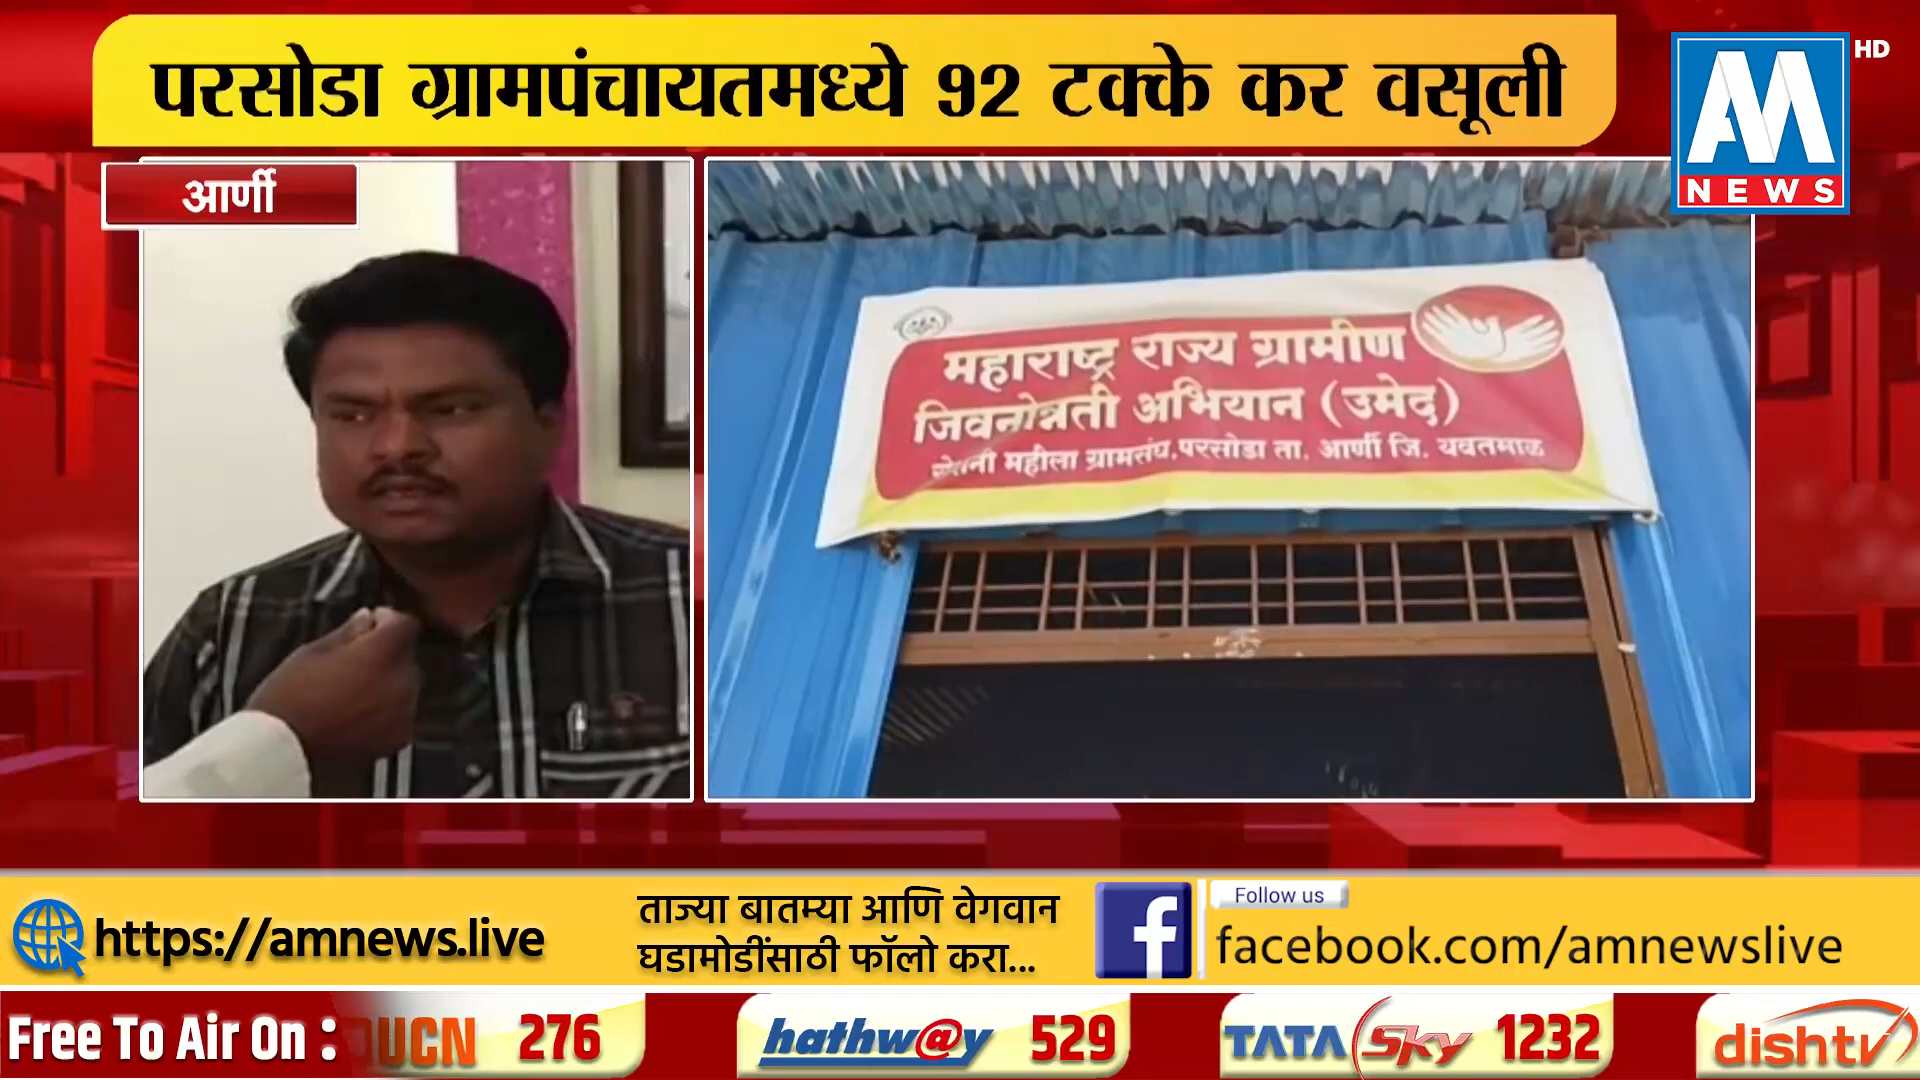 परसोडा ग्रामपंचायतमध्ये 92 टक्के कर वसूली
AM
NEWS
HD
आर्णी
महाराष्ट्र राज्य ग्रामीण
जिवनोन्नती अभियान (उमेद)
महीला ग्रामसंघ.परसोडा ता. आर्णी जि. यवतमाळ
https://amnews.live
ताज्या बातम्या आणि वेगवान
घडामोडींसाठी फॉलो करा...
f
Follow us
facebook.com/amnewslive
Free To Air On : UCN 276 hathw@y 529 TATA Sky 1232 dishtv